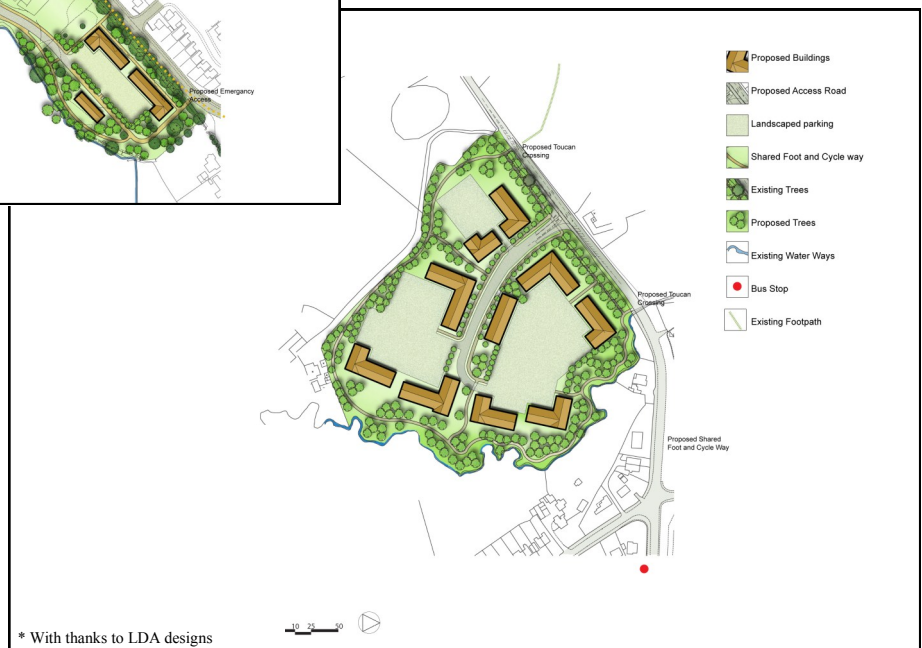 Proposed Emergancy
Access
Proposed Toucan
Crossing
Proposed Toucan
Crossing
Proposed Shared
Foot and Cycle Way
Proposed Buildings
Proposed Access Road
Landscaped parking
Shared Foot and Cycle way
Existing Trees
Proposed Trees
Existing Water Ways
Bus Stop
Existing Footpath
10 25 50
* With thanks to LDA designs